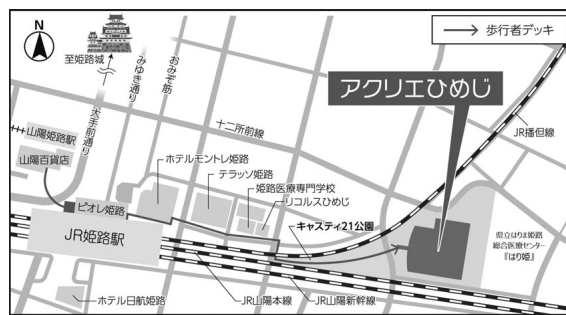 N
歩行者デッキ
至姫路城
みゆき通り
おみぞ筋
大手前通り
アクリエひめじ
十二所前線
JR播但線
山陽姫路駅
山陽百貨店
ホテルモントレ姫路
テラッソ姫路
姫路医療専門学校
リコルスひめじ
ピオレ姫路
キャスティ21公園
JR姫路駅
県立はりま姫路
総合医療センター
『はり姫』
ホテル日航姫路
JR山陽本線
JR山陽新幹線